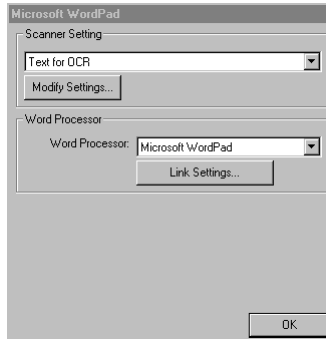 Microsoft WordPad
Scanner Setting
Text for OCR
Modify Settings...
Word Processor
Word Processor: Microsoft WordPad
Link Settings...
OK